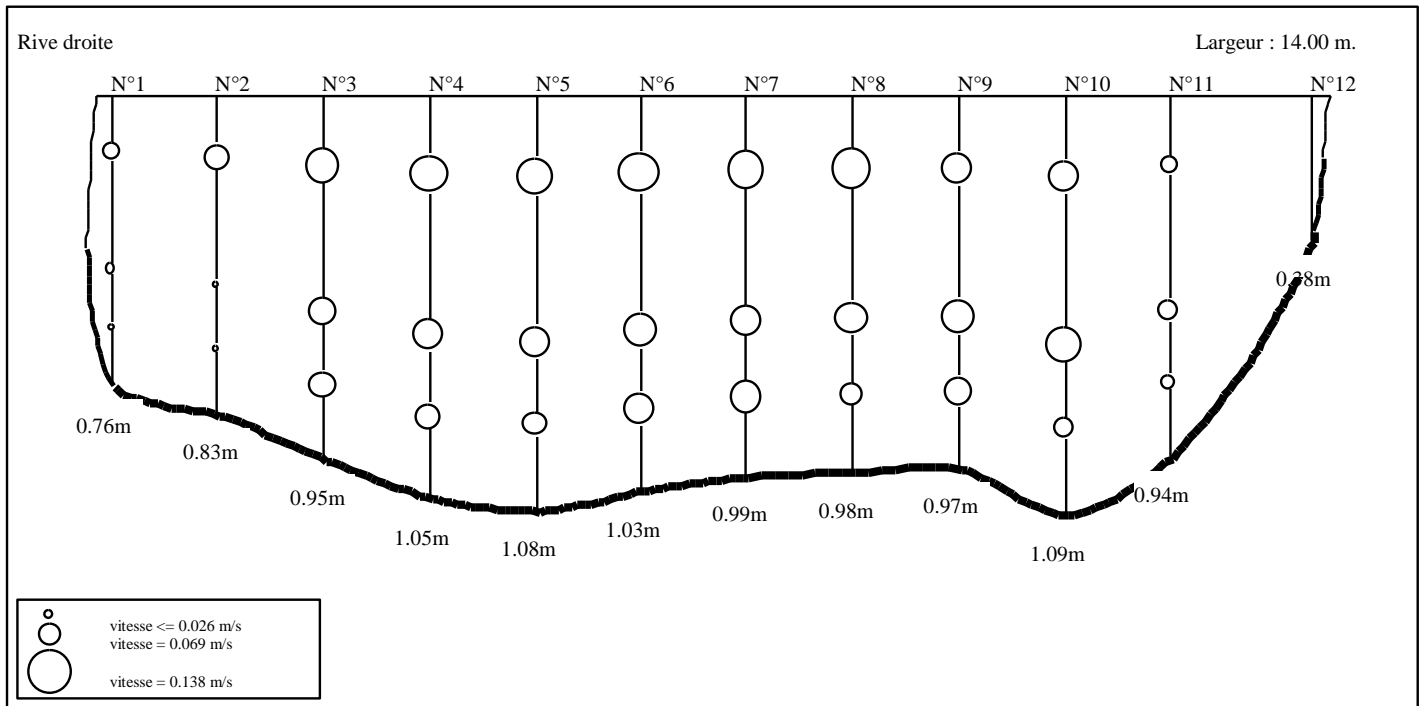 Rive droite
Largeur : 14.00 m.
N°1 N°2 N°3 N°4 N°5 N°6 N°7 N°8 N°9 N°10 N°11 N°12
0.76m 0.83m 0.95m 1.05m 1.08m 1.03m 0.99m 0.98m 0.97m 1.09m 0.94m 0.38m
vitesse <= 0.026 m/s
vitesse = 0.069 m/s
vitesse = 0.138 m/s